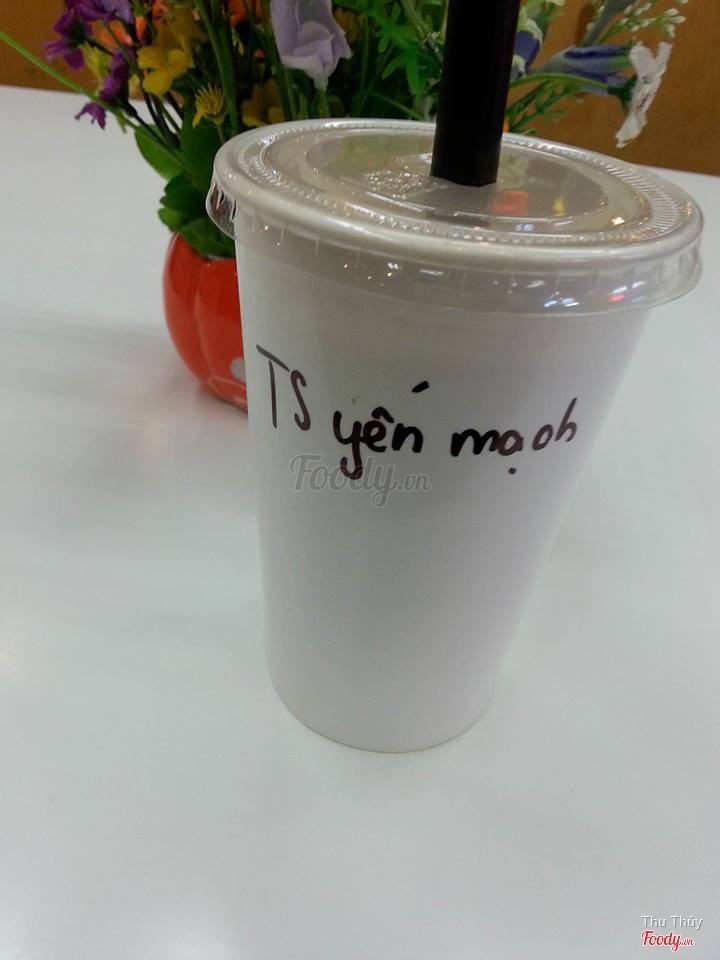 TS yến mạch
Foody.vn
Thu Thủy
Foody.vn